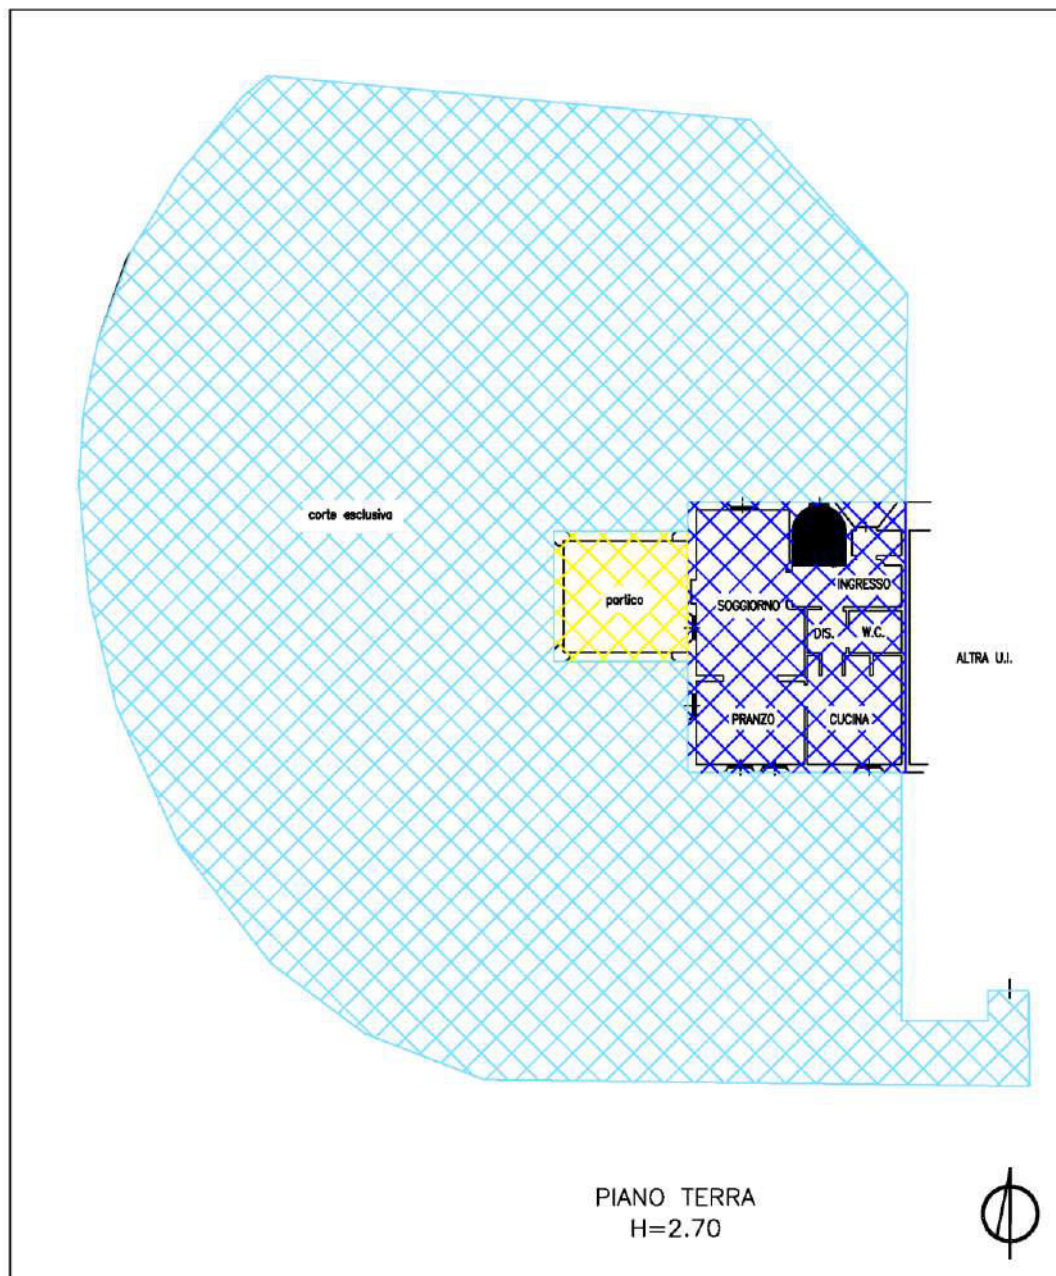 corte esclusiva
portico
SOGGIORNO
INGRESSO
DIS.
W.C.
ALTRA U.I.
PRANZO
CUCINA
PIANO TERRA
H=2.70